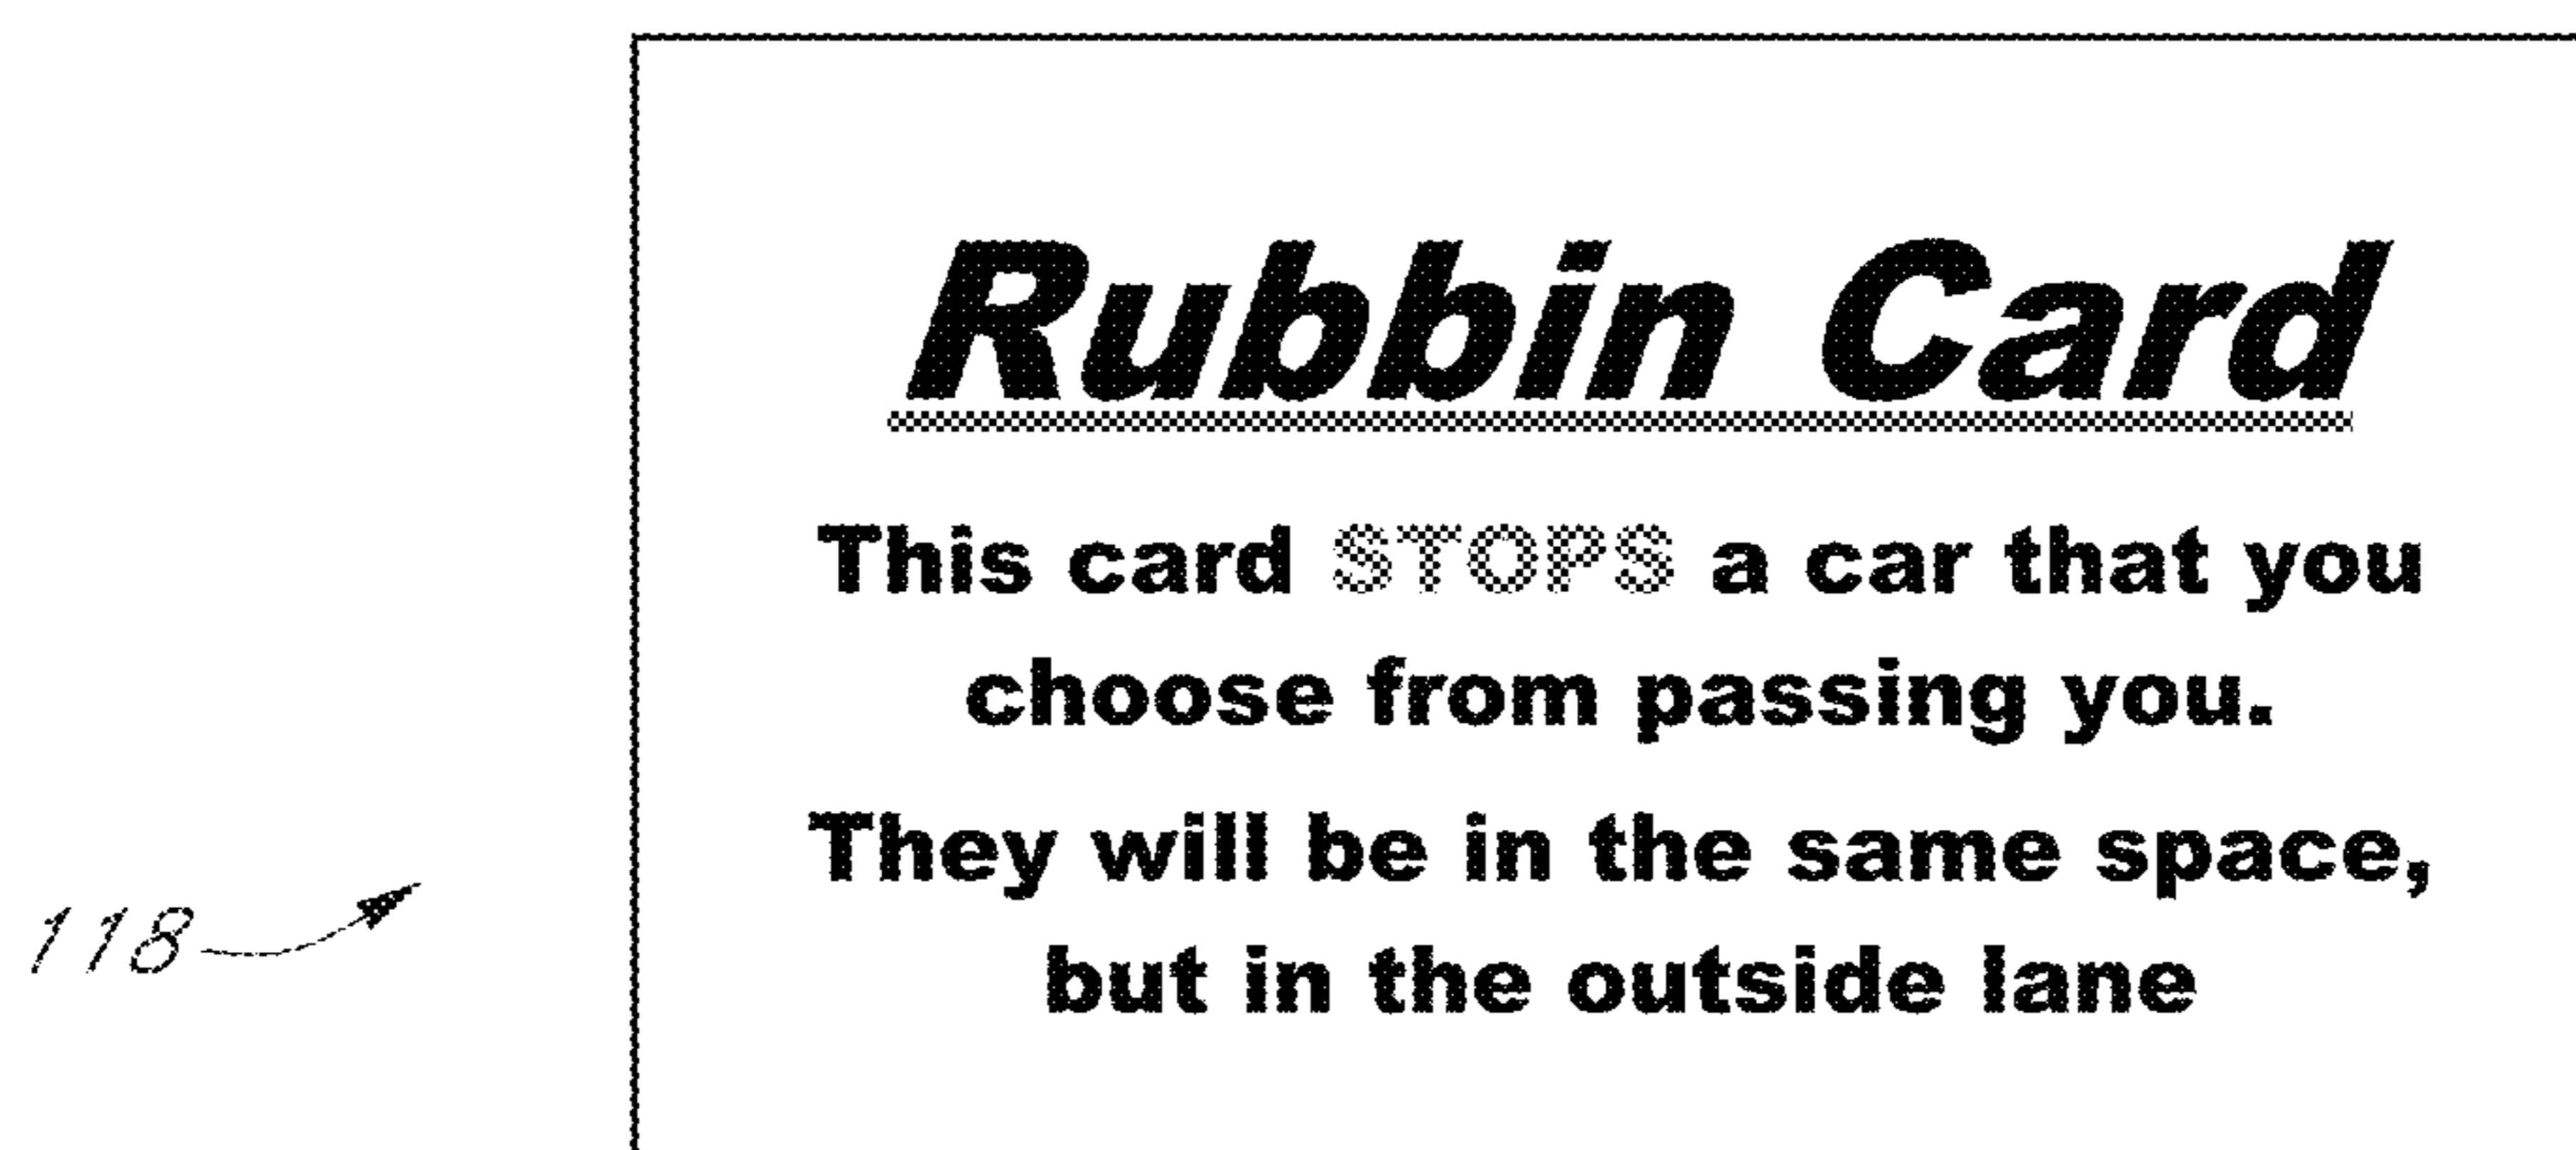 Rubbin Card
This card STOPS a car that you
choose from passing you.
They will be in the same space,
but in the outside lane
118